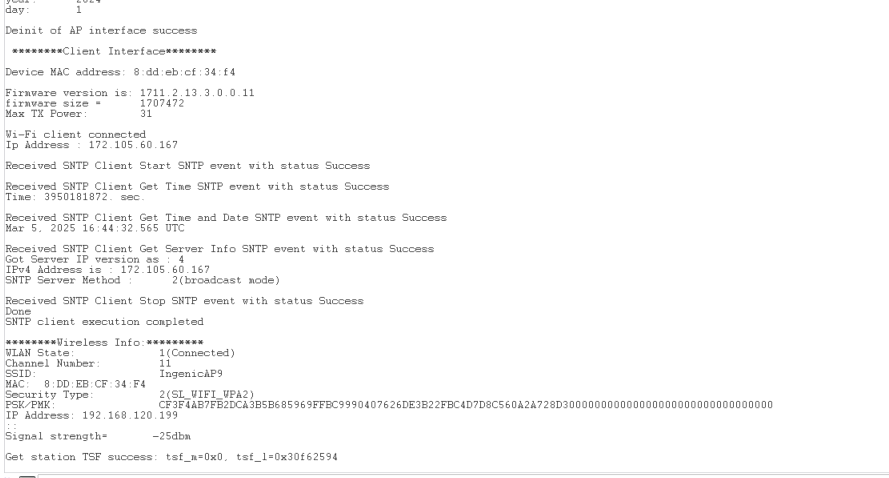 year: 2024
day: 1
Deinit of AP interface success
********Client Interface********
Device MAC address: 8:dd:eb:cf:34:f4
Firmware version is: 1711.2.13.3.0.0.11
firmware size = 1707472
Max TX Power: 31
Wi-Fi client connected
Ip Address : 172.105.60.167
Received SNTP Client Start SNTP event with status Success
Received SNTP Client Get Time SNTP event with status Success
Time: 3950181872. sec.
Received SNTP Client Get Time and Date SNTP event with status Success
Mar 5, 2025 16:44:32.565 UTC
Received SNTP Client Get Server Info SNTP event with status Success
Got Server IP version as : 4
IPv4 Address is : 172.105.60.167
SNTP Server Method : 2(broadcast mode)
Received SNTP Client Stop SNTP event with status Success
Done
SNTP client execution completed
********Wireless Info:*********
WLAN State: 1(Connected)
Channel Number: 11
SSID: IngenicAP9
MAC: 8:DD:EB:CF:34:F4
Security Type: 2(SL_WIFI_WPA2)
PSK/PMK: CF3F4AB7FB2DCA3B5B685969FFBC9990407626DE3B22FBC4D7D8C560A2A728D3000000000000000000000000000000
IP Address: 192.168.120.199
::
Signal strength= -25dbm
Get station TSF success: tsf_m=0x0, tsf_l=0x30f62594